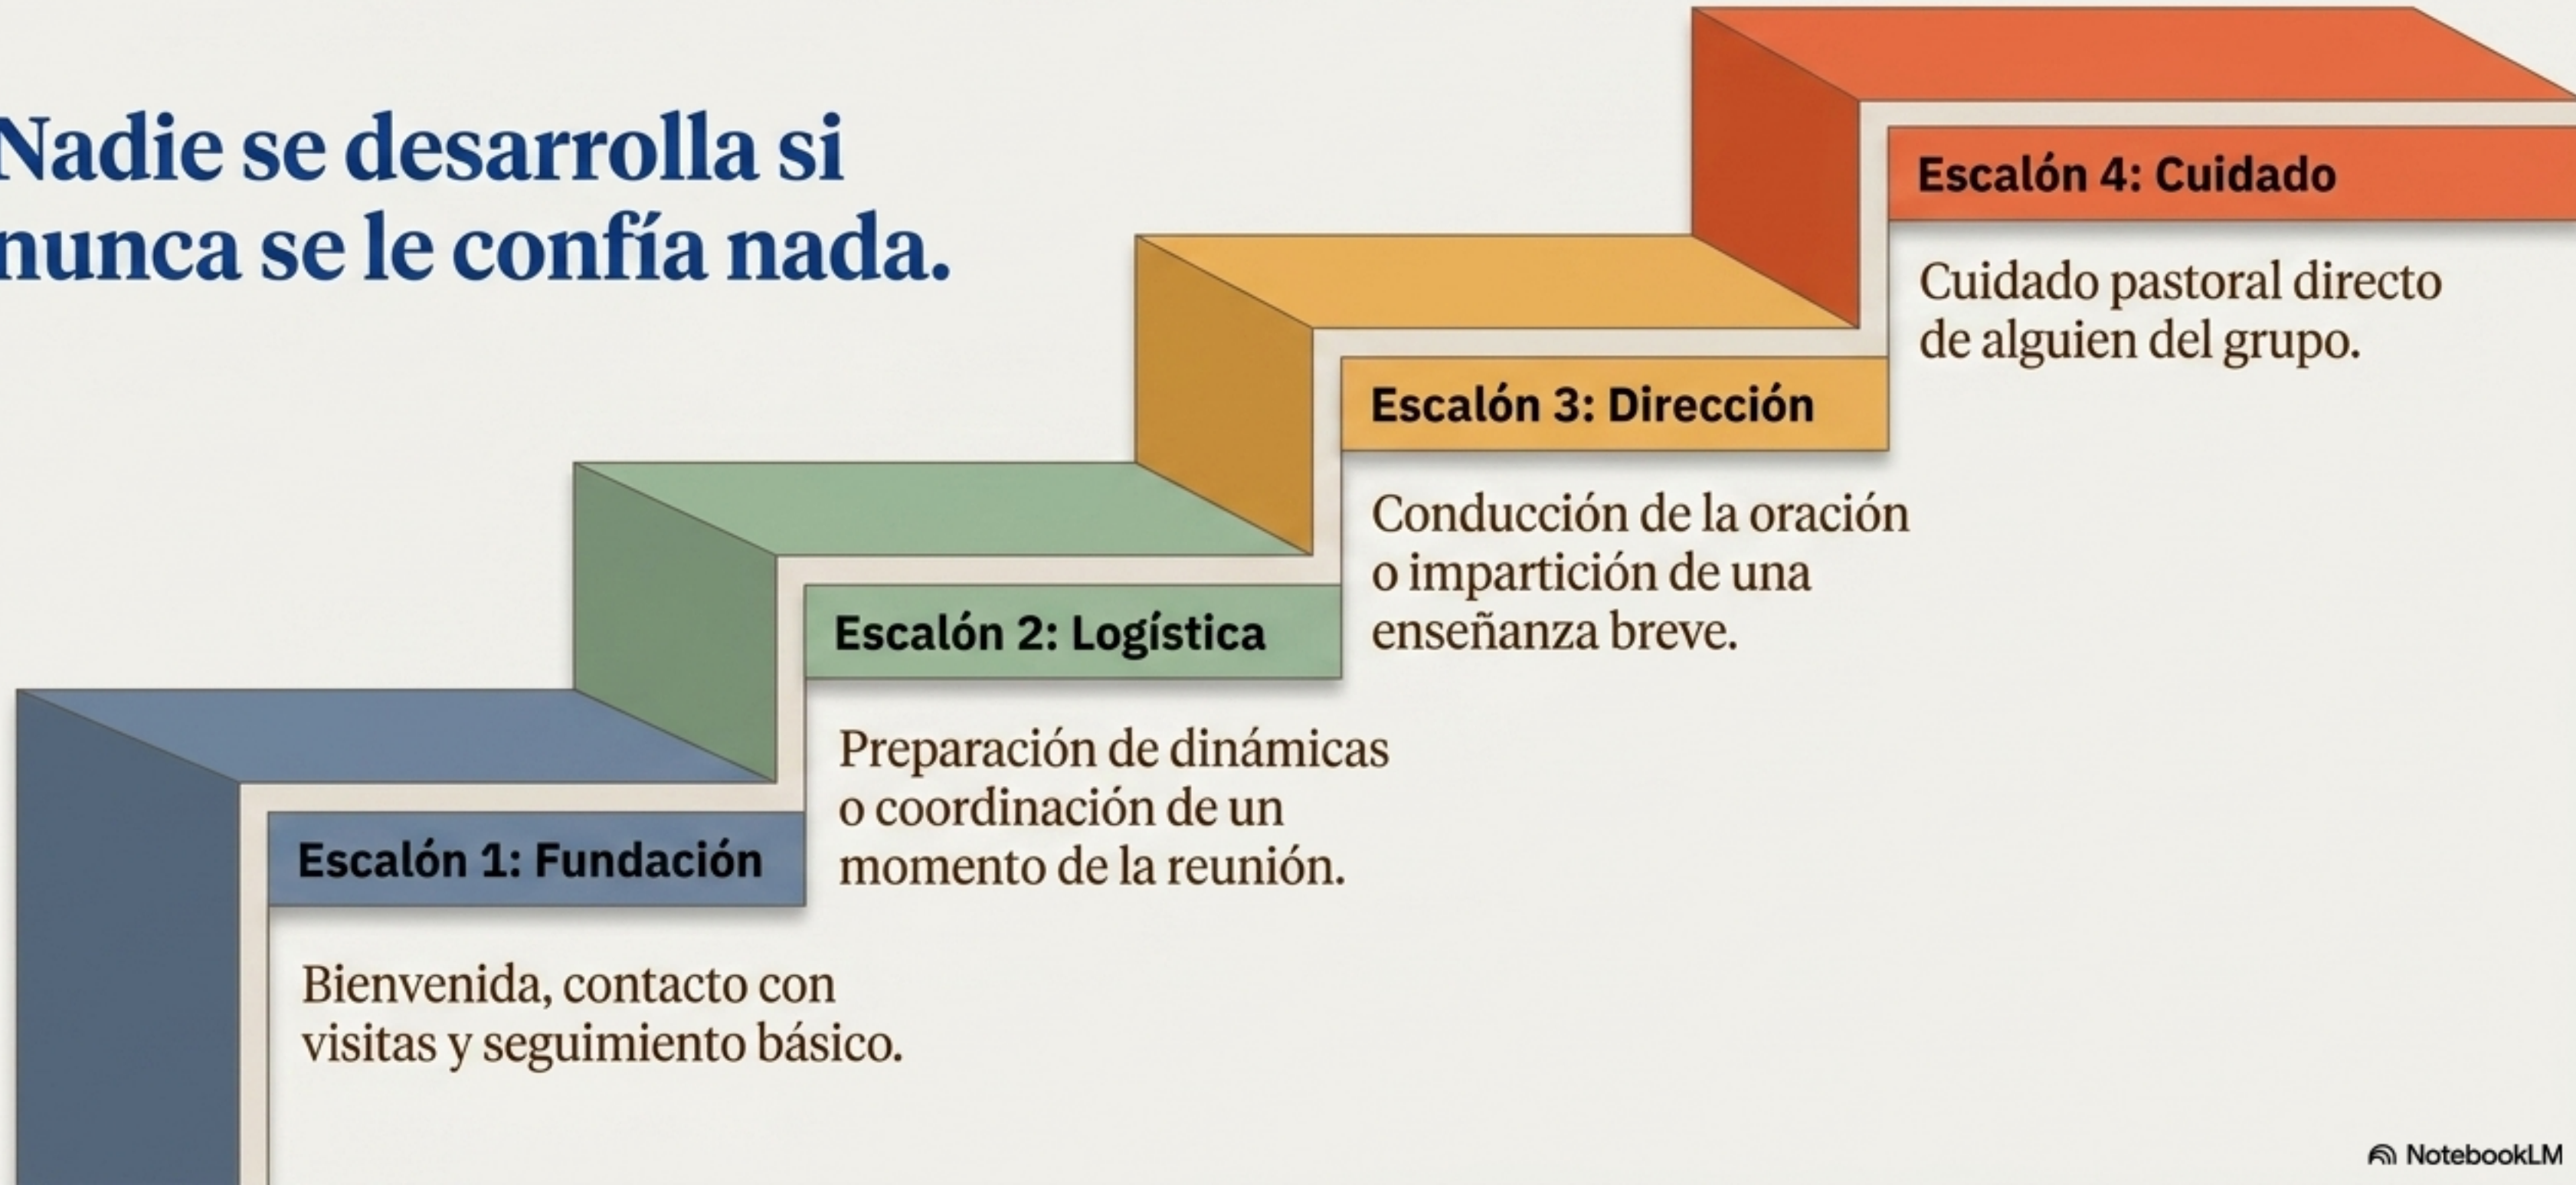 Nadie se desarrolla si
nunca se le confía nada.
Escalón 4: Cuidado
Cuidado pastoral directo
de alguien del grupo.
Escalón 3: Dirección
Conducción de la oración
o impartición de una
enseñanza breve.
Escalón 2: Logística
Preparación de dinámicas
o coordinación de un
momento de la reunión.
Escalón 1: Fundación
Bienvenida, contacto con
visitas y seguimiento básico.
NotebookLM